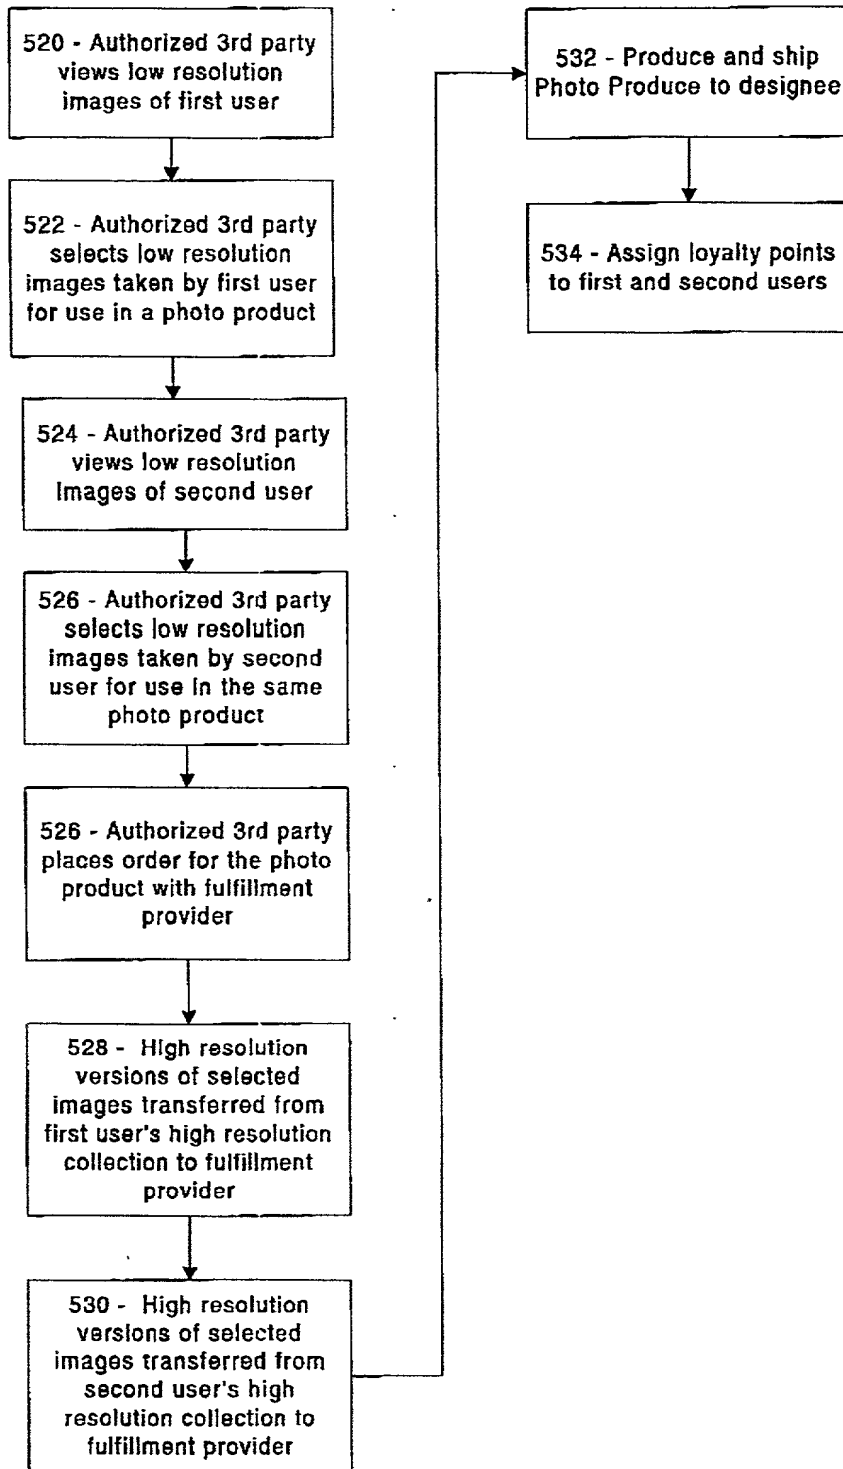 520 - Authorized 3rd party
views low resolution
images of first user
522 - Authorized 3rd party
selects low resolution
images taken by first user
for use in a photo product
524 - Authorized 3rd party
views low resolution
Images of second user
526 - Authorized 3rd party
selects low resolution
images taken by second
user for use in the same
photo product
526 - Authorized 3rd party
places order for the photo
product with fulfillment
provider
528 - High resolution
versions of selected
images transferred from
first user's high resolution
collection to fulfillment
provider
530 - High resolution
versions of selected
images transferred from
second user's high
resolution collection to
fulfillment provider
532 - Produce and ship
Photo Produce to designee
534 - Assign loyalty points
to first and second users